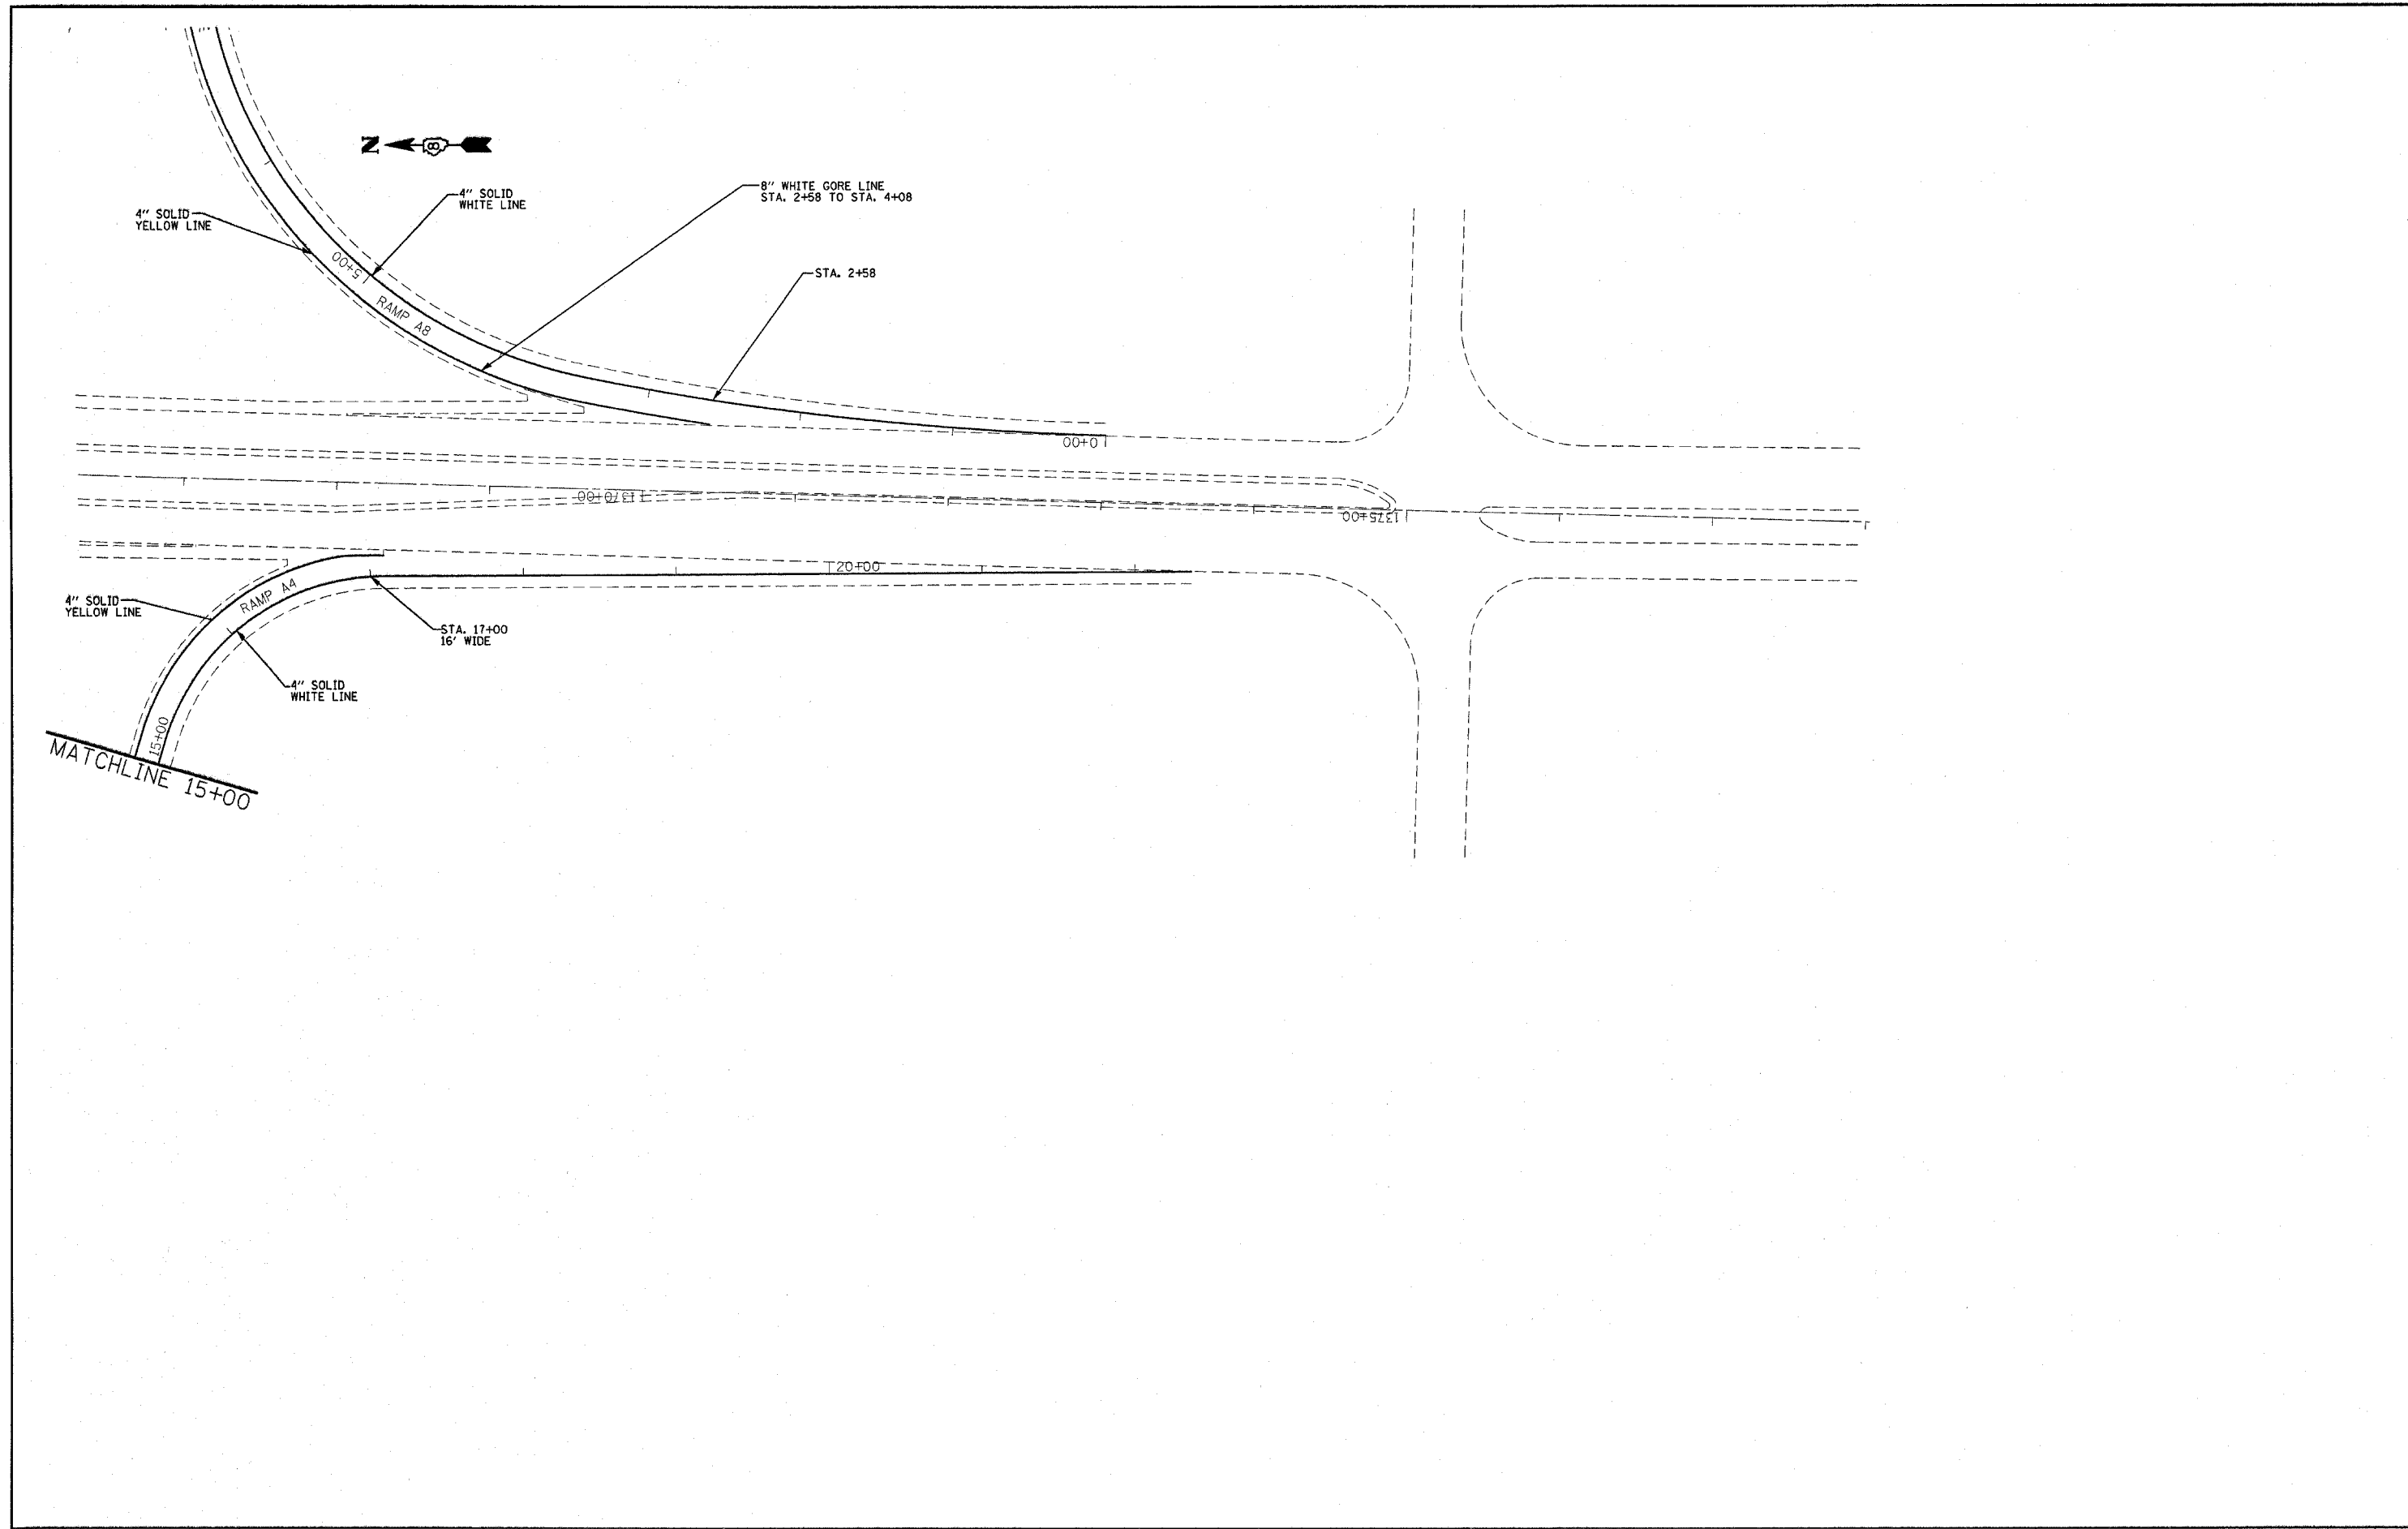 N
8
4" SOLID
WHITE LINE
8" WHITE GORE LINE
STA. 2+58 TO STA. 4+08
4" SOLID
YELLOW LINE
5+00
STA. 2+58
RAMP A8
0+00
1370+00
1375+00
20+00
RAMP A4
4" SOLID
YELLOW LINE
STA. 17+00
16' WIDE
4" SOLID
WHITE LINE
15+00
MATCHLINE 15+00